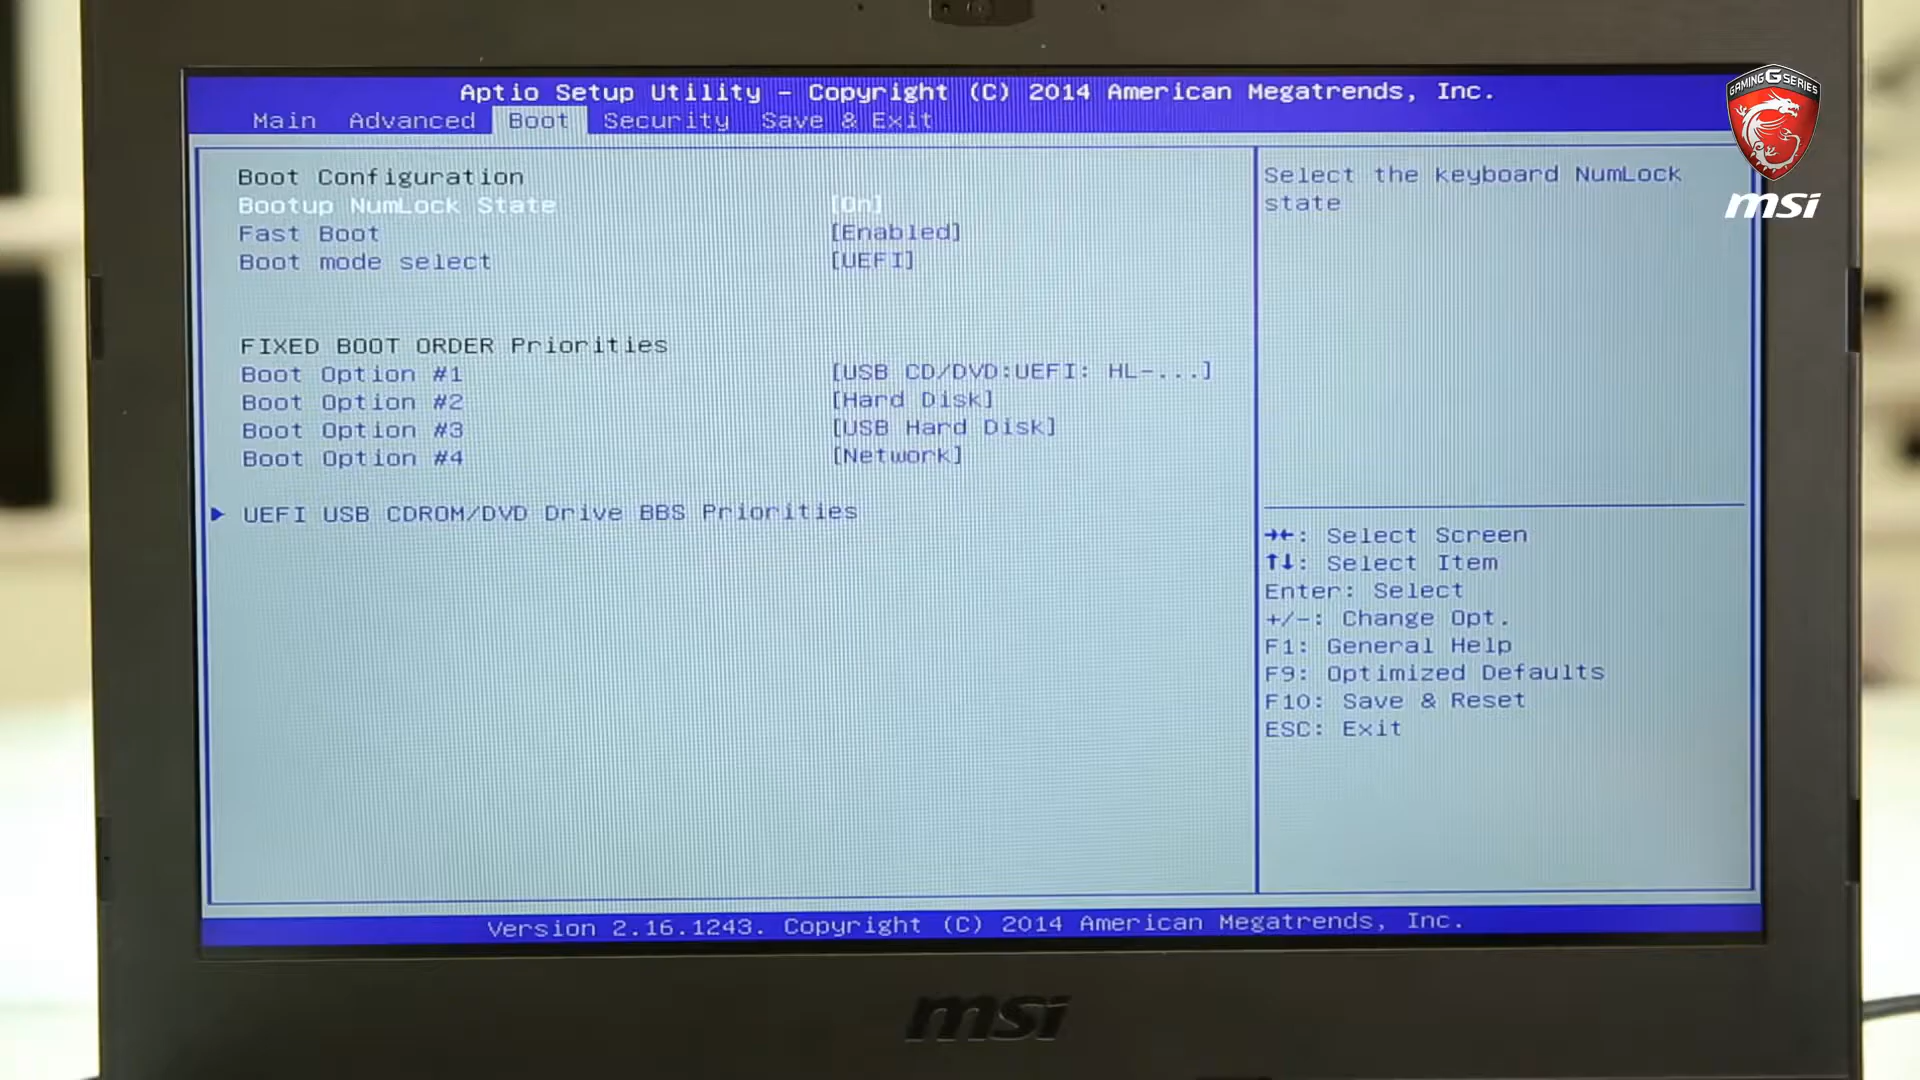 Aptio Setup Utility – Copyright (C) 2014 American Megatrends, Inc.
Main Advanced Boot Security Save & Exit
Boot Configuration
Bootup NumLock State [On]
Fast Boot [Enabled]
Boot mode select [UEFI]
FIXED BOOT ORDER Priorities
Boot Option #1 [USB CD/DVD:UEFI: HL-...]
Boot Option #2 [Hard Disk]
Boot Option #3 [USB Hard Disk]
Boot Option #4 [Network]
UEFI USB CDROM/DVD Drive BBS Priorities
Select the keyboard NumLock
state
→←: Select Screen
↑↓: Select Item
Enter: Select
+/-: Change Opt.
F1: General Help
F9: Optimized Defaults
F10: Save & Reset
ESC: Exit
Version 2.16.1243. Copyright (C) 2014 American Megatrends, Inc.
msi
GAMING G SERIES
msi